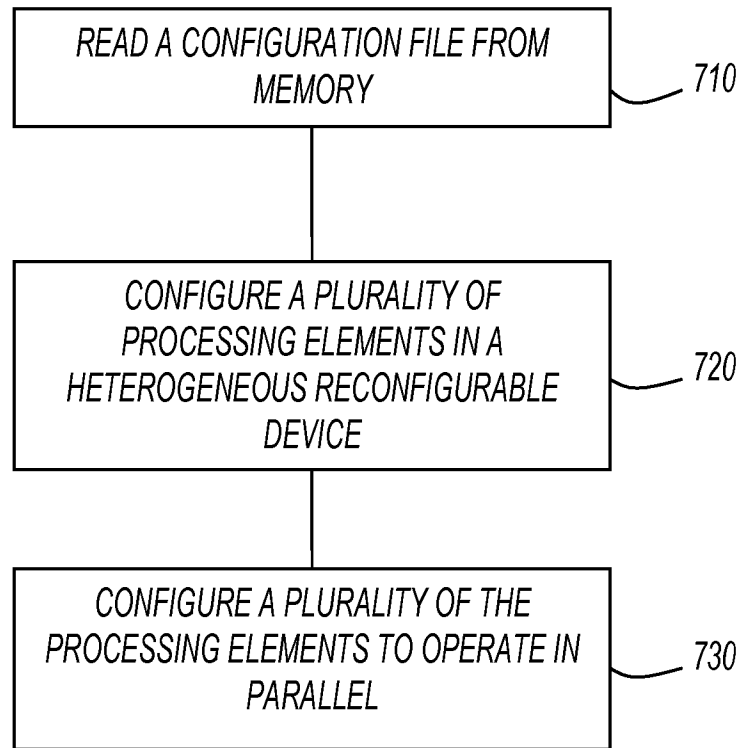 READ A CONFIGURATION FILE FROM
MEMORY
710
CONFIGURE A PLURALITY OF
PROCESSING ELEMENTS IN A
HETEROGENEOUS RECONFIGURABLE
DEVICE
720
CONFIGURE A PLURALITY OF THE
PROCESSING ELEMENTS TO OPERATE IN
PARALLEL
730